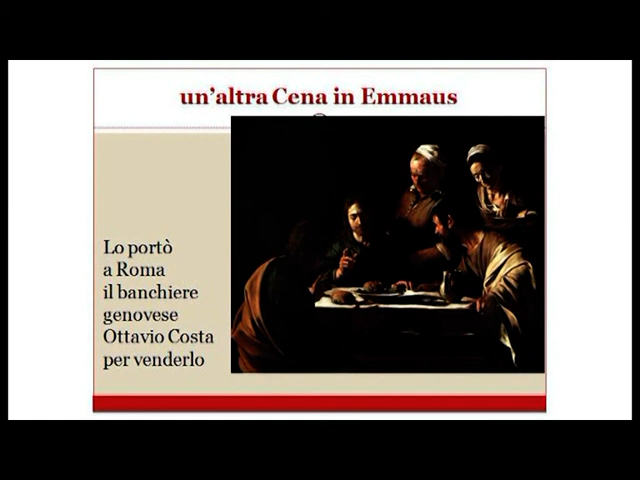 un’altra Cena in Emmaus
Lo portò
a Roma
il banchiere
genovese
Ottavio Costa
per venderlo